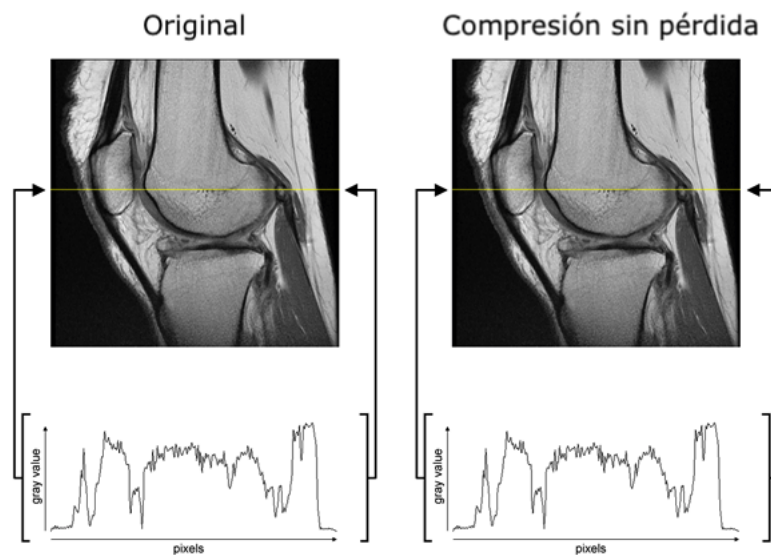 Original
Compresión sin pérdida
gray value
pixels
gray value
pixels